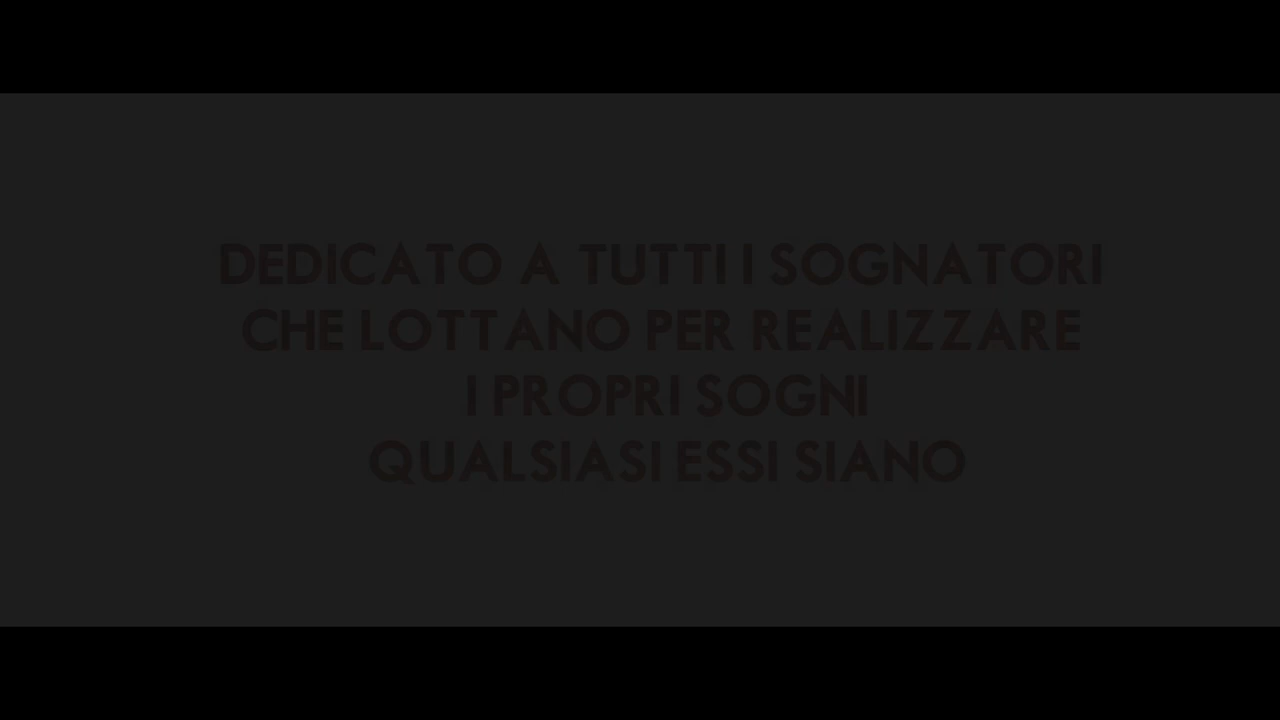 DEDICATO A TUTTI I SOGNATORI
CHE LOTTANO PER REALIZZARE
I PROPRI SOGNI
QUALSIASI ESSI SIANO